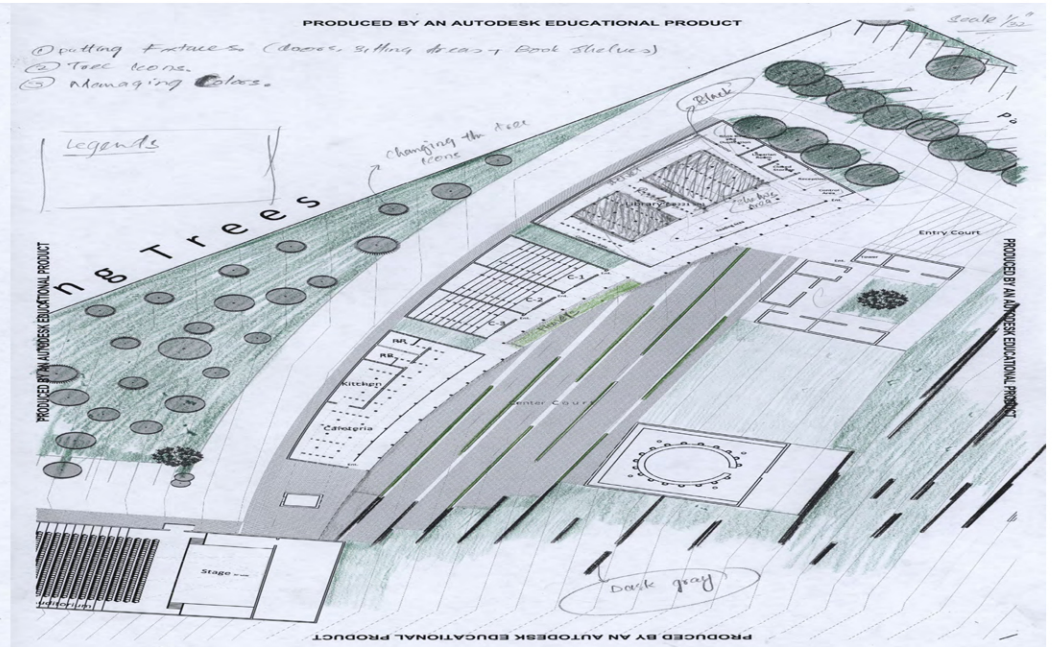 PRODUCED BY AN AUTODESK EDUCATIONAL PRODUCT
Scale 1/32"
① putting Fixtures (doors, Sitting Areas + Book Shelves)
② Tree Icons.
③ Managing Colors.
Legends
Changing the tree
Icons
Black
ng Trees
Entry Court
C-1
C-2
C-3
RR
RR
Kitchen
Cafeteria
Center Court
Stage
uditorium
Dark gray
PRODUCED BY AN AUTODESK EDUCATIONAL PRODUCT
PRODUCED BY AN AUTODESK EDUCATIONAL PRODUCT
PRODUCED BY AN AUTODESK EDUCATIONAL PRODUCT